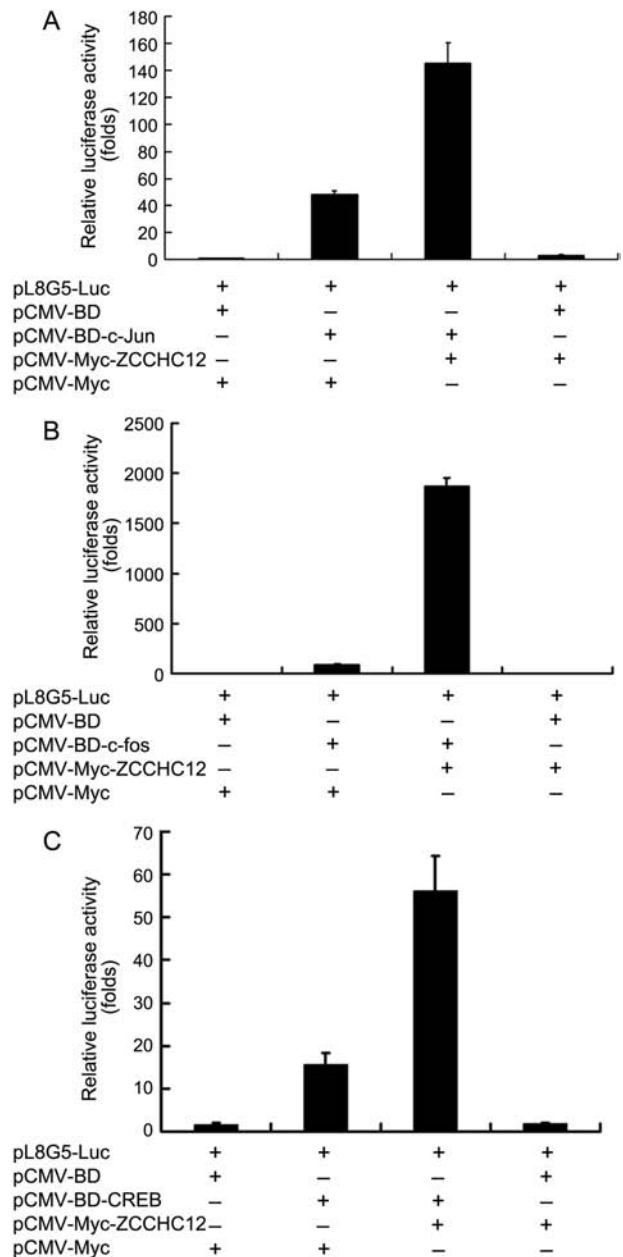 A
Relative luciferase activity
(folds)
180
160
140
120
100
80
60
40
20
0
pL8G5-Luc + + + +
pCMV-BD + – – +
pCMV-BD-c-Jun – + + –
pCMV-Myc-ZCCHC12 – – + +
pCMV-Myc + + – –
B
Relative luciferase activity
(folds)
2500
2000
1500
1000
500
0
pL8G5-Luc + + + +
pCMV-BD + – – +
pCMV-BD-c-fos – + + –
pCMV-Myc-ZCCHC12 – – + +
pCMV-Myc + + – –
C
Relative luciferase activity
(folds)
70
60
50
40
30
20
10
0
pL8G5-Luc + + + +
pCMV-BD + – – +
pCMV-BD-CREB – + + –
pCMV-Myc-ZCCHC12 – – + +
pCMV-Myc + + – –